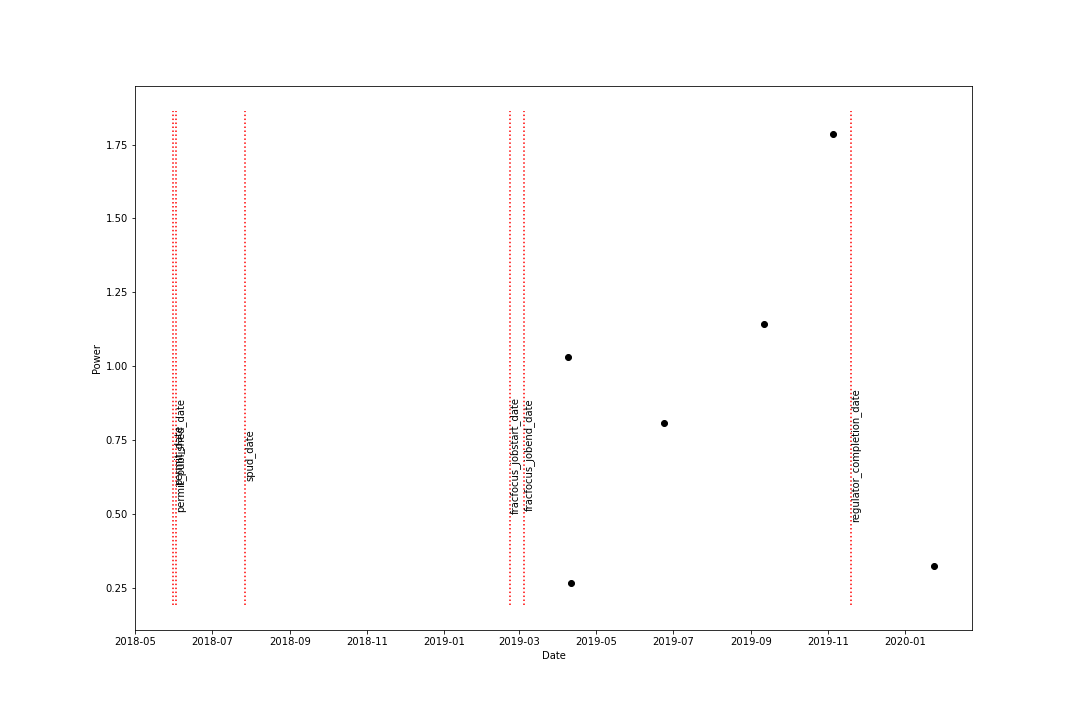 1.75
1.50
1.25
1.00
0.75
0.50
0.25
Power
permit_published_date
spud_date
fracfocus_jobstart_date
fracfocus_jobend_date
regulator_completion_date
2018-05 2018-07 2018-09 2018-11 2019-01 2019-03 2019-05 2019-07 2019-09 2019-11 2020-01
Date